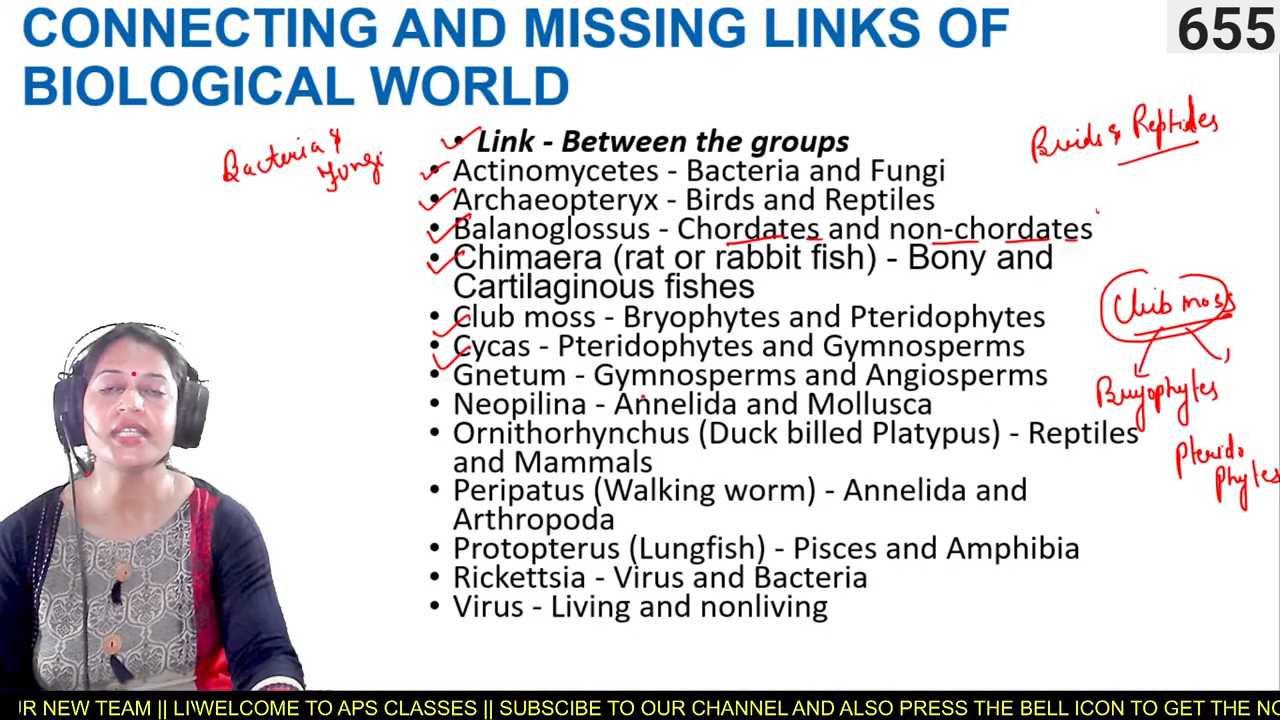 CONNECTING AND MISSING LINKS OF
BIOLOGICAL WORLD
655
• Link - Between the groups
• Actinomycetes - Bacteria and Fungi
• Archaeopteryx - Birds and Reptiles
• Balanoglossus - Chordates and non-chordates
• Chimaera (rat or rabbit fish) - Bony and
Cartilaginous fishes
• Club moss - Bryophytes and Pteridophytes
• Cycas - Pteridophytes and Gymnosperms
• Gnetum - Gymnosperms and Angiosperms
• Neopilina - Annelida and Mollusca
• Ornithorhynchus (Duck billed Platypus) - Reptiles
and Mammals
• Peripatus (Walking worm) - Annelida and
Arthropoda
• Protopterus (Lungfish) - Pisces and Amphibia
• Rickettsia - Virus and Bacteria
• Virus - Living and nonliving
Bacteria &
Fungi
Birds & Reptiles
Club moss
Bryophytes
Pterido
Phytes
UR NEW TEAM || LIWELCOME TO APS CLASSES || SUBSCIBE TO OUR CHANNEL AND ALSO PRESS THE BELL ICON TO GET THE NO